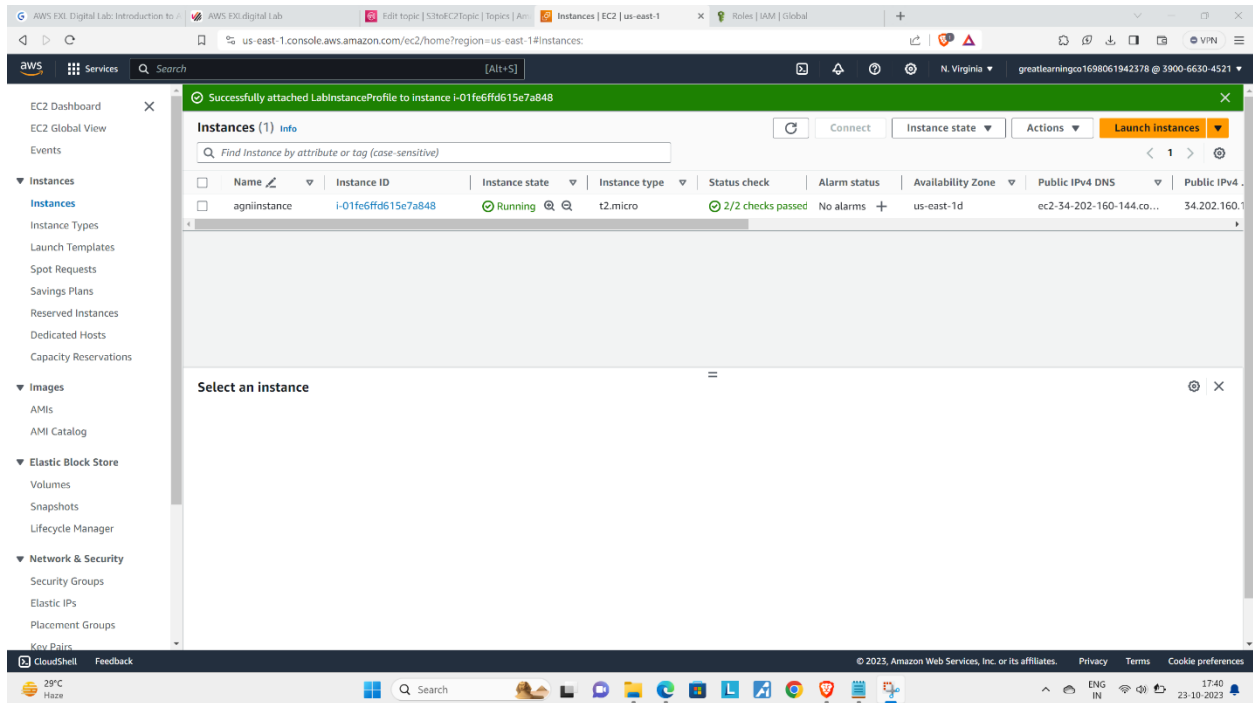 AWS EXL Digital Lab: Introduction to A
AWS EXl.digital Lab
Edit topic | S3toEC2Topic | Topics | Am
Instances | EC2 | us-east-1
Roles | IAM | Global
us-east-1.console.aws.amazon.com/ec2/home?region=us-east-1#Instances:
VPN
aws
Services
Search
[Alt+S]
N. Virginia
greatlearningco1698061942378 @ 3900-6630-4521
EC2 Dashboard
EC2 Global View
Events
Instances
Instances
Instance Types
Launch Templates
Spot Requests
Savings Plans
Reserved Instances
Dedicated Hosts
Capacity Reservations
Images
AMIs
AMI Catalog
Elastic Block Store
Volumes
Snapshots
Lifecycle Manager
Network & Security
Security Groups
Elastic IPs
Placement Groups
Key Pairs
Successfully attached LabInstanceProfile to instance i-01fe6ffd615e7a848
Instances (1) Info
Connect
Instance state
Actions
Launch instances
Find Instance by attribute or tag (case-sensitive)
1
Name Instance ID Instance state Instance type Status check Alarm status Availability Zone Public IPv4 DNS Public IPv4 .
agniinstance i-01fe6ffd615e7a848 Running t2.micro 2/2 checks passed No alarms us-east-1d ec2-34-202-160-144.co... 34.202.160.1
Select an instance
CloudShell Feedback
© 2023, Amazon Web Services, Inc. or its affiliates. Privacy Terms Cookie preferences
29°C
Haze
Search
ENG
IN
17:40
23-10-2023